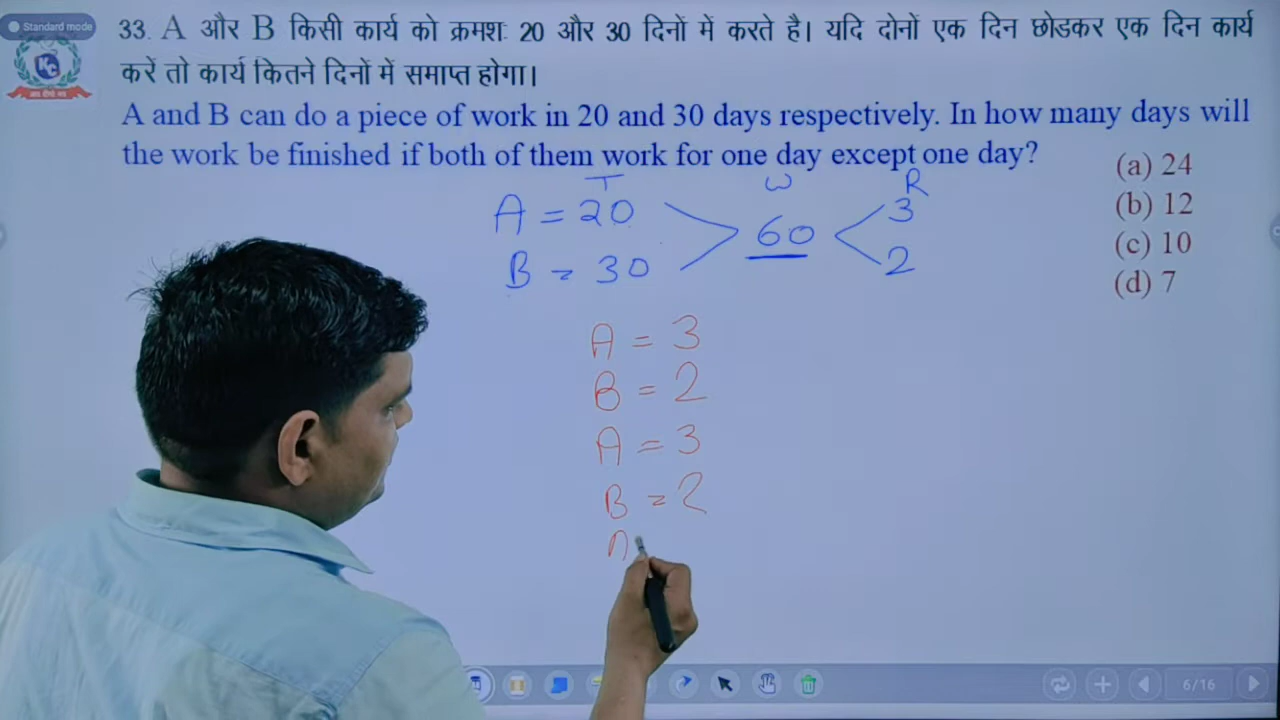 Standard mode
33. A और B किसी कार्य को क्रमशः 20 और 30 दिनों में करते है। यदि दोनों एक दिन छोडकर एक दिन कार्य
करें तो कार्य कितने दिनों में समाप्त होगा।
A and B can do a piece of work in 20 and 30 days respectively. In how many days will
the work be finished if both of them work for one day except one day?
(a) 24
(b) 12
(c) 10
(d) 7
T W R
A = 20 60 3
B = 30 2
A = 3
B = 2
A = 3
B = 2
KC
6/16